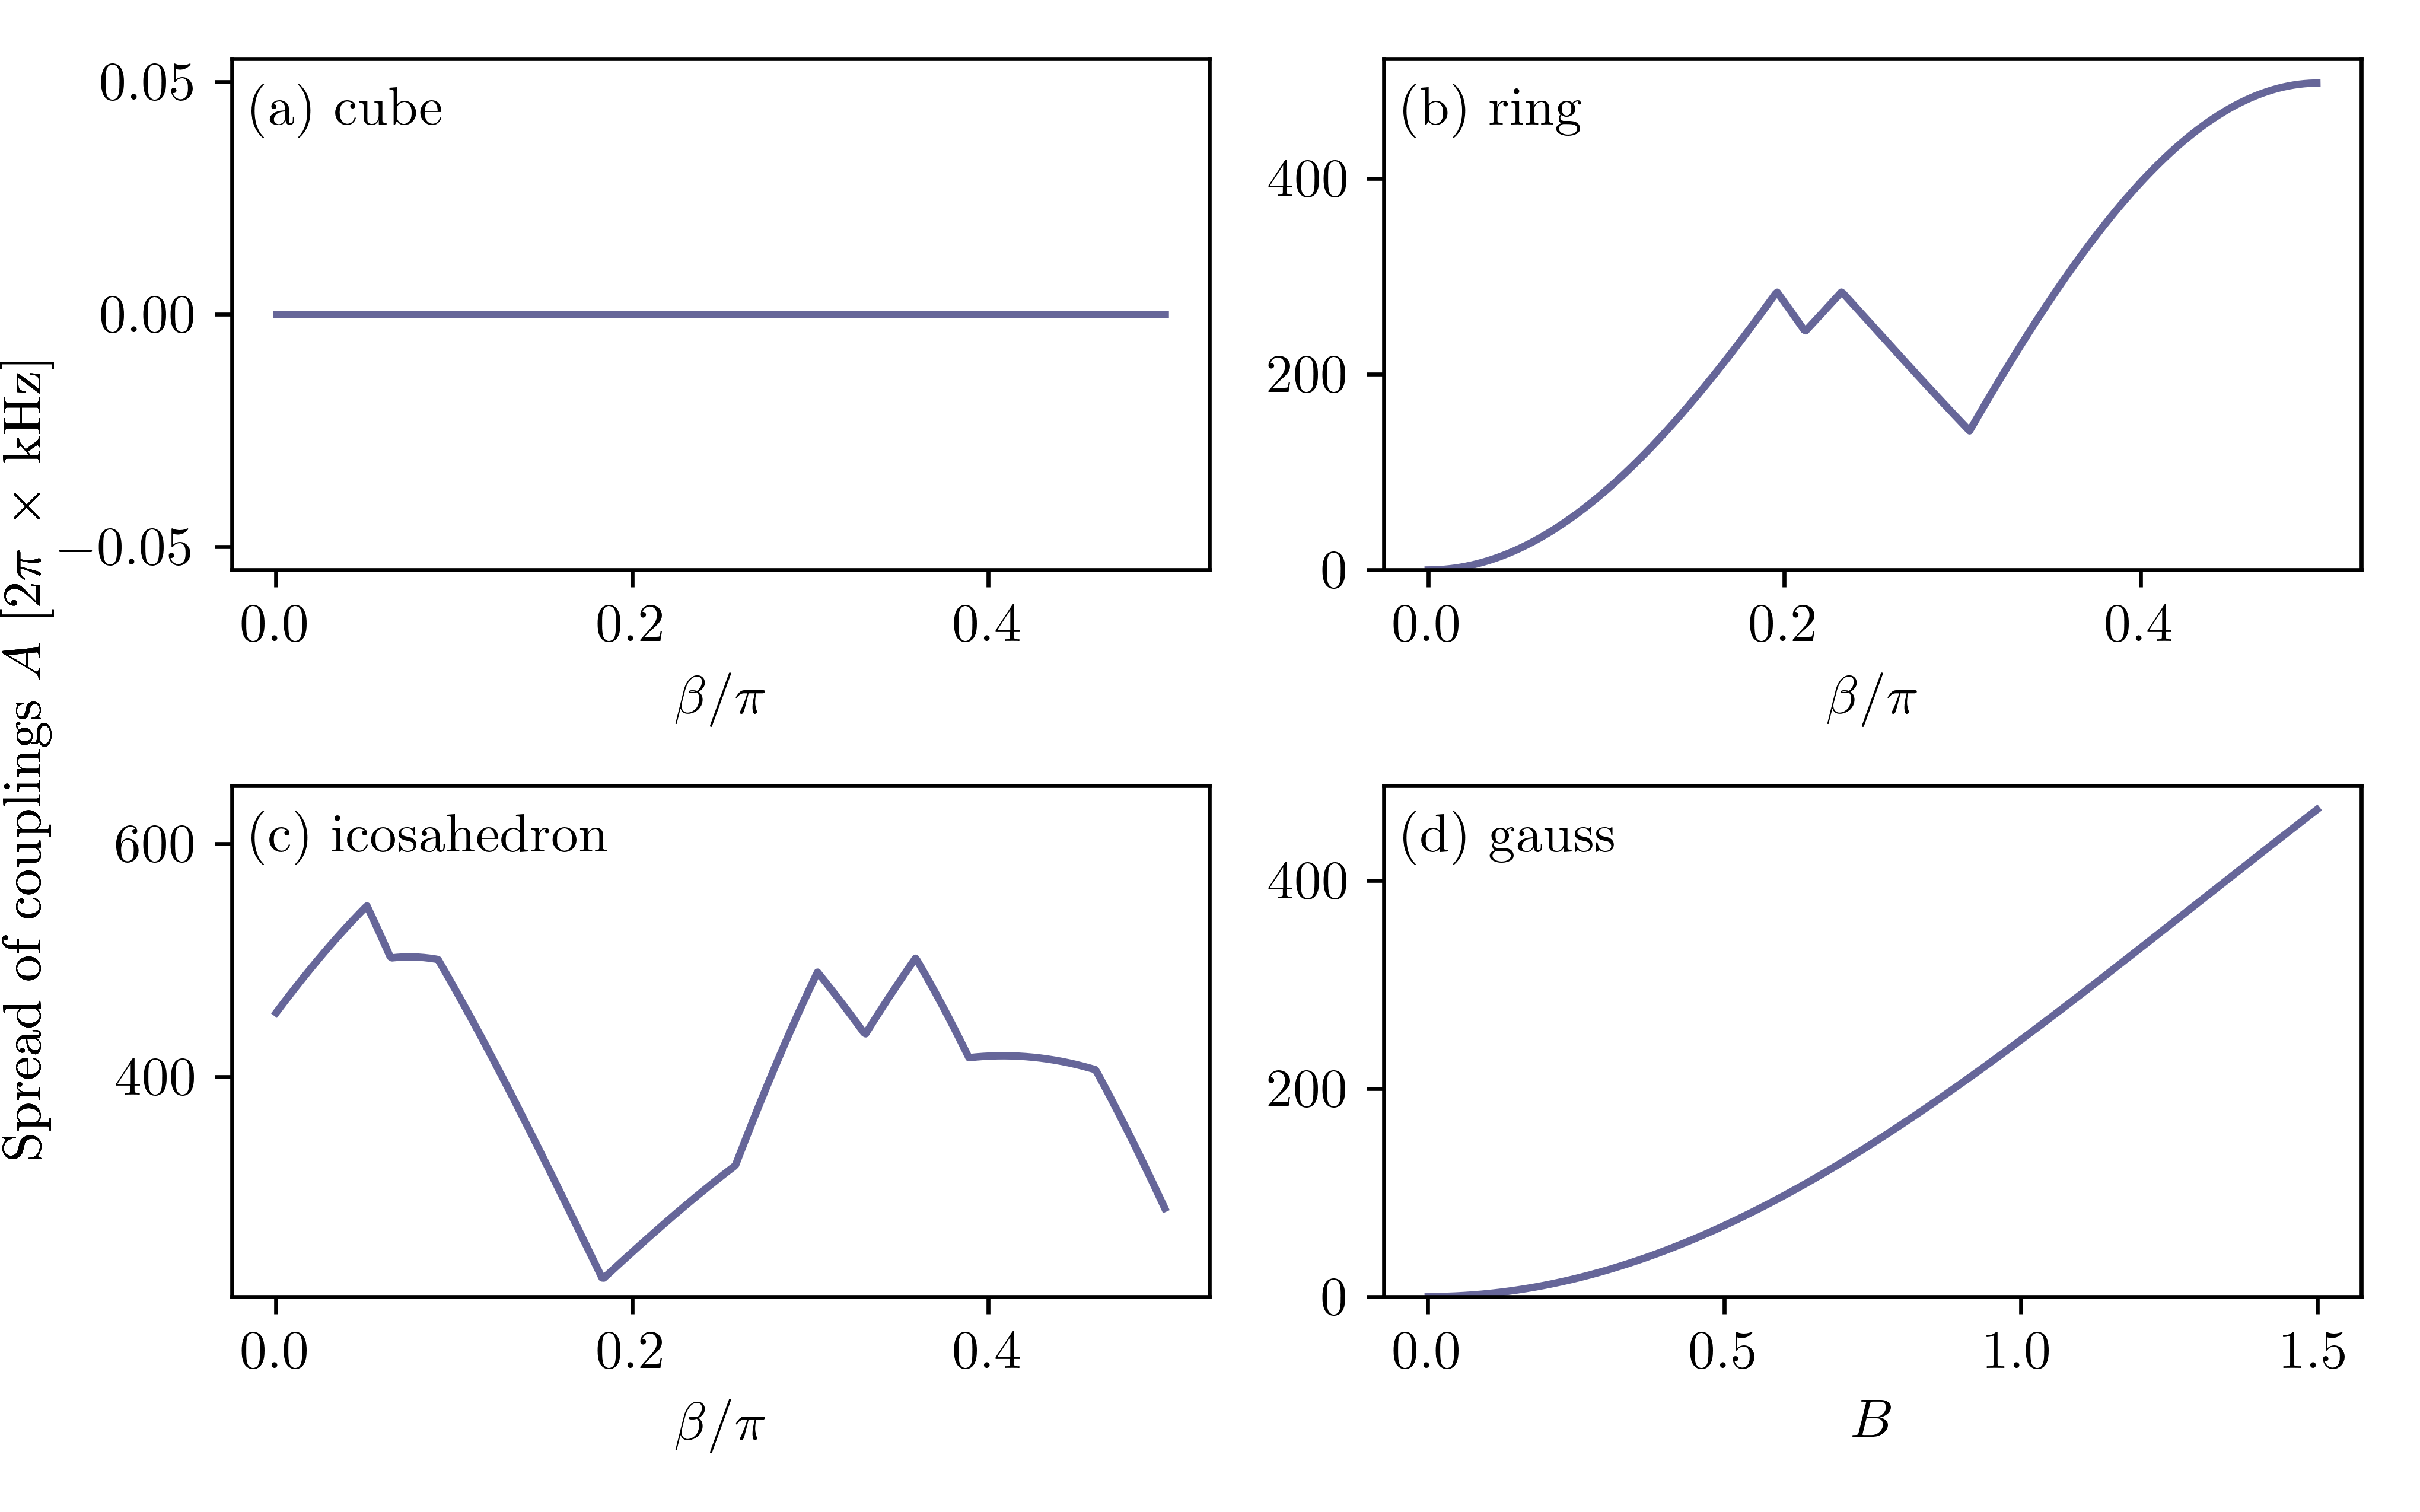 Spread of couplings A [2π × kHz]
(a) cube
0.05
0.00
−0.05
0.0 0.2 0.4
β/π
(b) ring
400
200
0
0.0 0.2 0.4
β/π
(c) icosahedron
600
400
0.0 0.2 0.4
β/π
(d) gauss
400
200
0
0.0 0.5 1.0 1.5
B